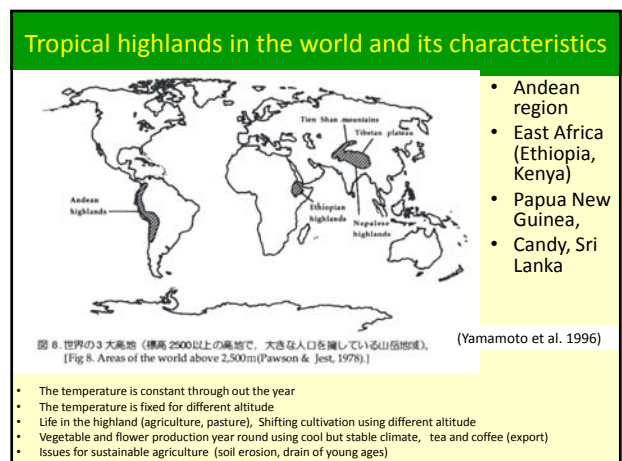 Tropical highlands in the world and its characteristics
Tien Shan mountains
Tibetan plateau
Andean
highlands
Ethiopian
highlands
Nepalese
highlands
• Andean
region
• East Africa
(Ethiopia,
Kenya)
• Papua New
Guinea,
• Candy, Sri
Lanka
図 8. 世界の3大高地（標高 2500以上の高地で、大きな人口を擁している山岳地域）。
[Fig 8. Areas of the world above 2,500m(Pawson & Jest, 1978).]
(Yamamoto et al. 1996)
• The temperature is constant through out the year
• The temperature is fixed for different altitude
• Life in the highland (agriculture, pasture), Shifting cultivation using different altitude
• Vegetable and flower production year round using cool but stable climate, tea and coffee (export)
• Issues for sustainable agriculture (soil erosion, drain of young ages)